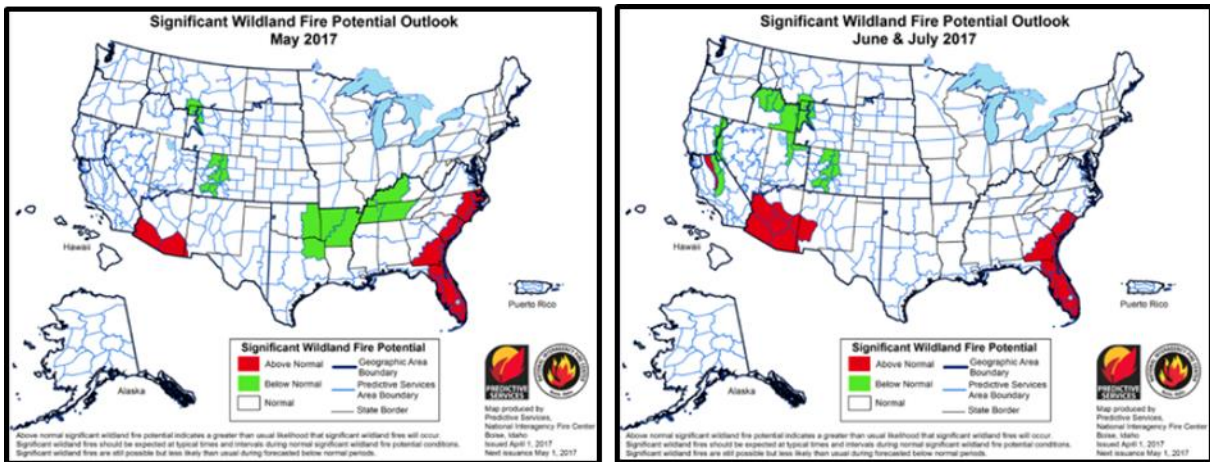 Significant Wildland Fire Potential Outlook
May 2017
Hawaii
Puerto Rico
Alaska
Significant Wildland Fire Potential
Above Normal
Below Normal
Normal
Geographic Area
Boundary
Predictive Services
Area Boundary
State Border
PREDICTIVE
SERVICES
Map produced by
Predictive Services,
National Interagency Fire Center
Boise, Idaho
Issued April 1, 2017
Next issuance May 1, 2017
Above normal significant wildland fire potential indicates a greater than usual likelihood that significant wildland fires will occur.
Significant wildland fires should be expected at typical times and intervals during normal significant wildland fire potential conditions.
Significant wildland fires are still possible but less likely than usual during forecasted below normal periods.
Significant Wildland Fire Potential Outlook
June & July 2017
Hawaii
Puerto Rico
Alaska
Significant Wildland Fire Potential
Above Normal
Below Normal
Normal
Geographic Area
Boundary
Predictive Services
Area Boundary
State Border
PREDICTIVE
SERVICES
Map produced by
Predictive Services,
National Interagency Fire Center
Boise, Idaho
Issued April 1, 2017
Next issuance May 1, 2017
Above normal significant wildland fire potential indicates a greater than usual likelihood that significant wildland fires will occur.
Significant wildland fires should be expected at typical times and intervals during normal significant wildland fire potential conditions.
Significant wildland fires are still possible but less likely than usual during forecasted below normal periods.